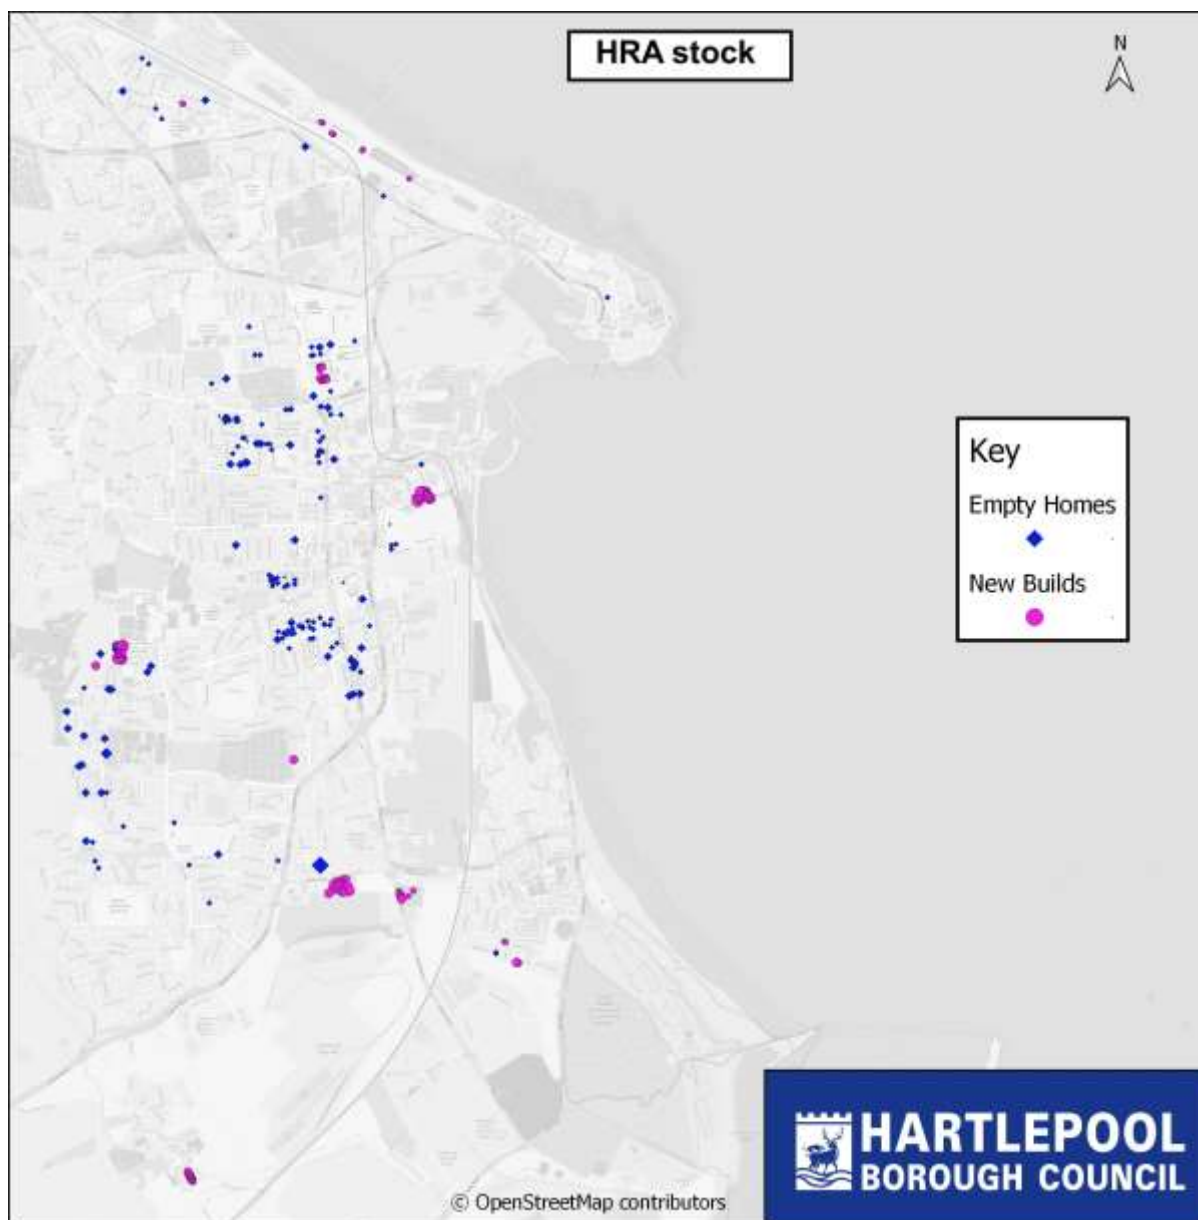 HRA stock
N
Key
Empty Homes
New Builds
HARTLEPOOL
BOROUGH COUNCIL
© OpenStreetMap contributors